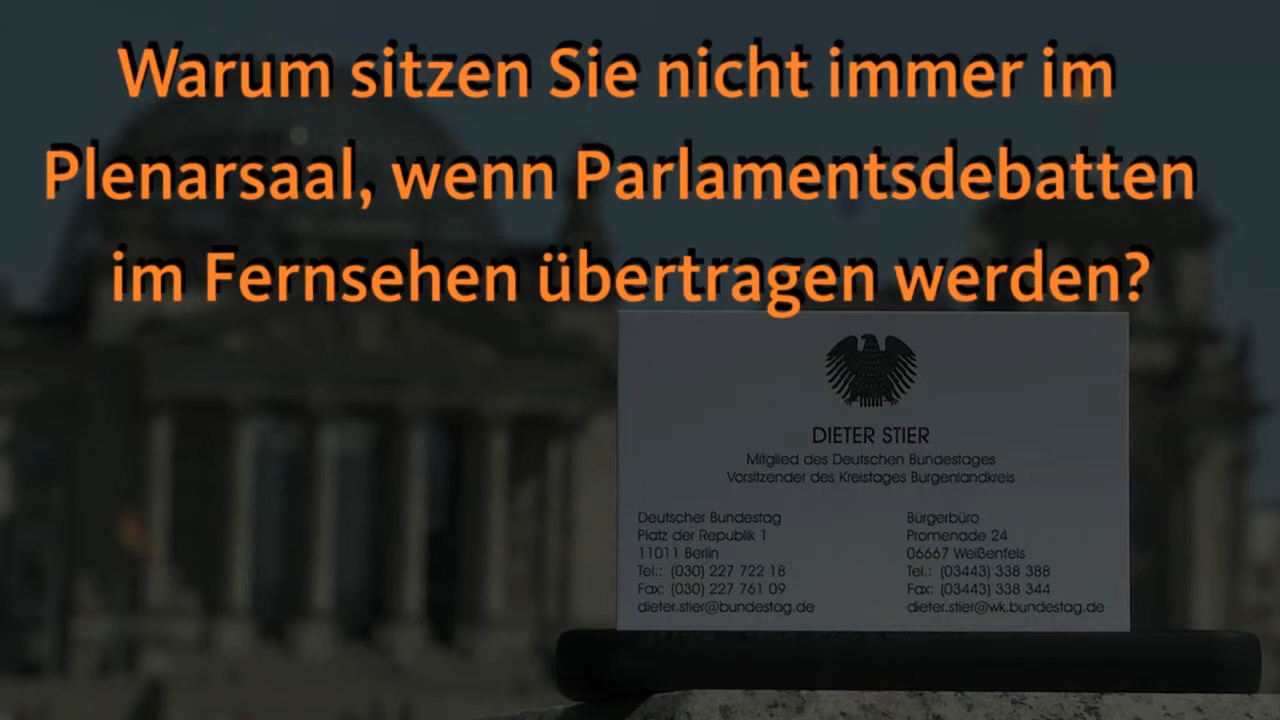 Warum sitzen Sie nicht immer im
Plenarsaal, wenn Parlamentsdebatten
im Fernsehen übertragen werden?
DIETER STIER
Mitglied des Deutschen Bundestages
Vorsitzender des Kreistages Burgenlandkreis
Deutscher Bundestag
Platz der Republik 1
11011 Berlin
Tel.: (030) 227 722 18
Fax: (030) 227 761 09
dieter.stier@bundestag.de
Bürgerbüro
Promenade 24
06667 Weißenfels
Tel.: (03443) 338 388
Fax: (03443) 338 344
dieter.stier@wk.bundestag.de